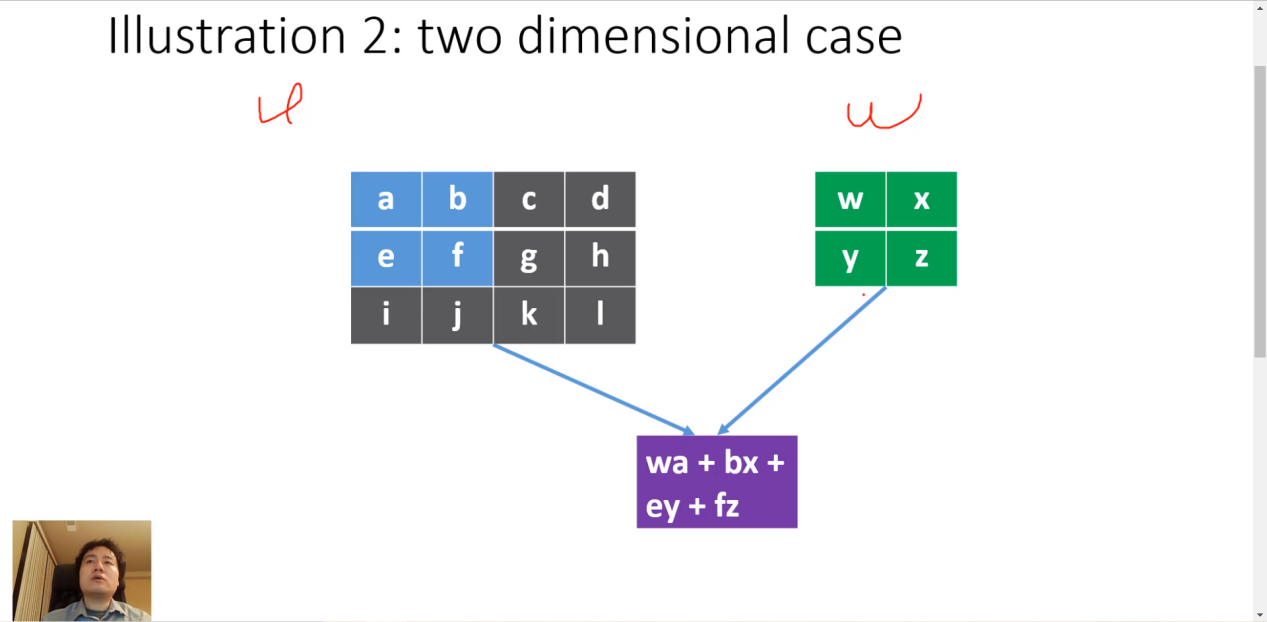 Illustration 2: two dimensional case
w
a b c d
e f g h
i j k l
w x
y z
wa + bx +
ey + fz